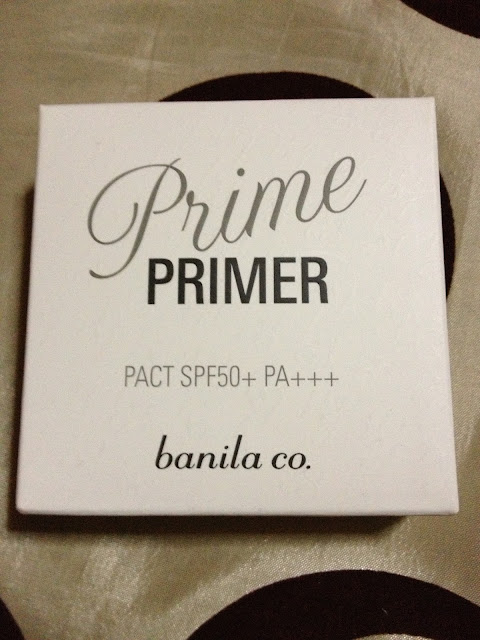 Prime
PRIMER
PACT SPF50+ PA+++
banila co.